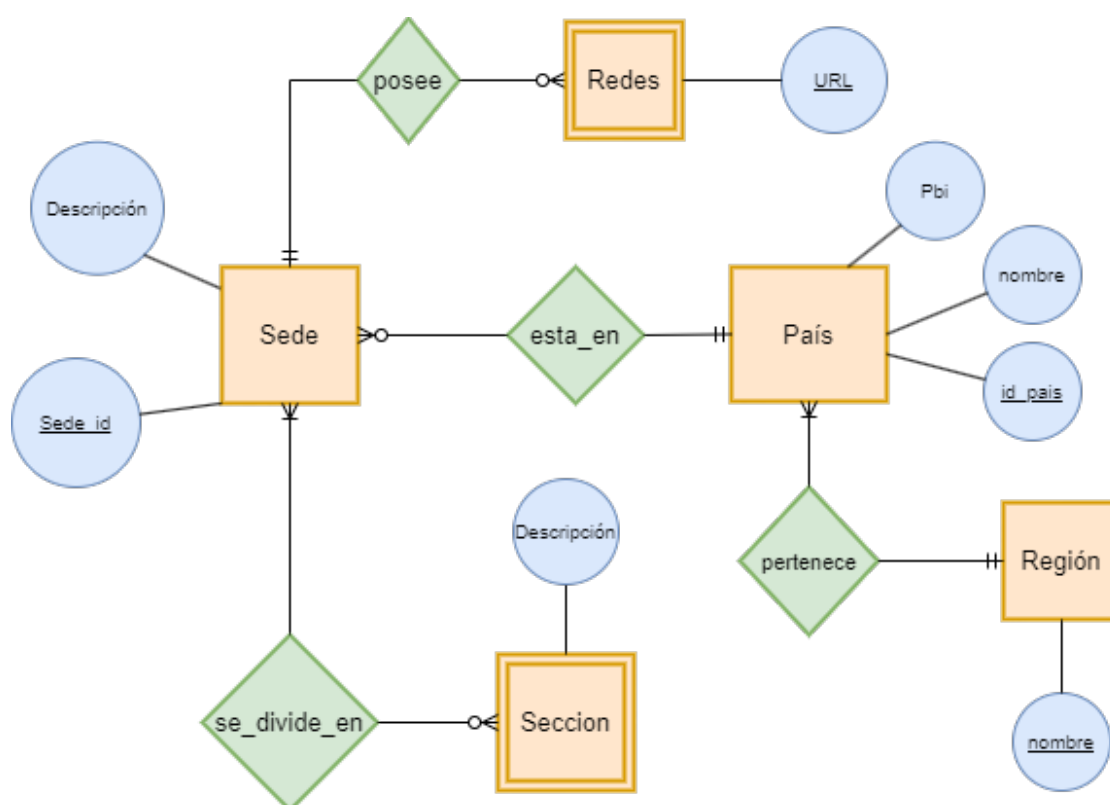 posee
Redes
URL
Descripción
Pbi
nombre
Sede
esta_en
País
id_pais
Sede_id
Descripción
pertenece
Región
se_divide_en
Seccion
nombre